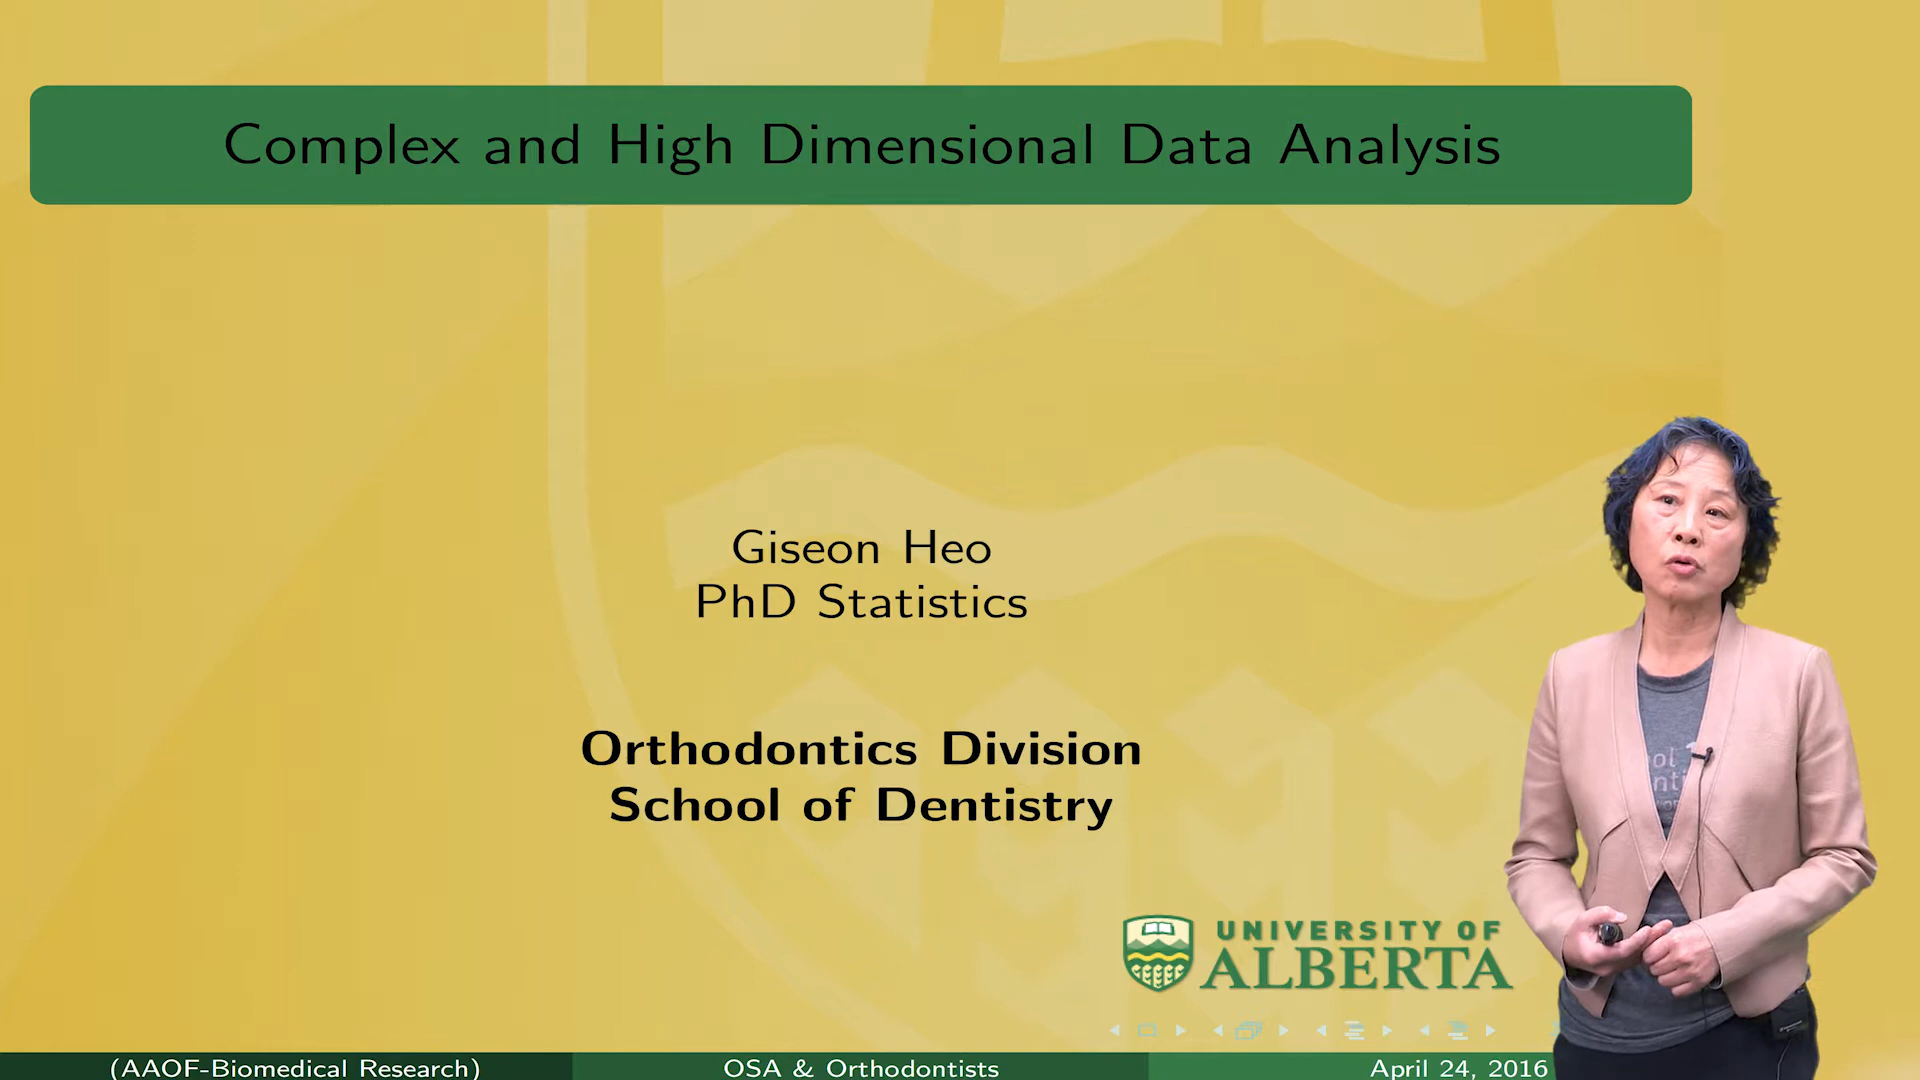 Complex and High Dimensional Data Analysis
Giseon Heo
PhD Statistics
Orthodontics Division
School of Dentistry
UNIVERSITY OF
ALBERTA
(AAOF-Biomedical Research)
OSA & Orthodontists
April 24, 2016